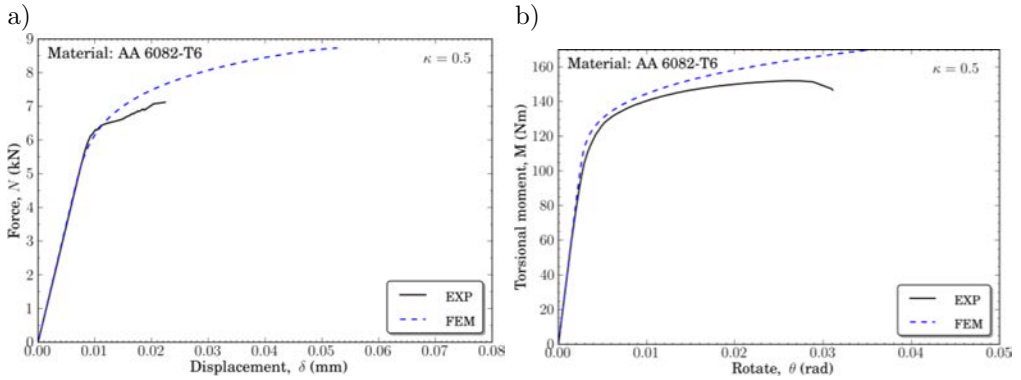 a)
9
8
7
6
5
4
3
2
1
0
Force, N (kN)
Material: AA 6082-T6
κ = 0.5
EXP
FEM
0.00 0.01 0.02 0.03 0.04 0.05 0.06 0.07 0.08
Displacement, δ (mm)
b)
160
140
120
100
80
60
40
20
0
Torsional moment, M (Nm)
Material: AA 6082-T6
κ = 0.5
EXP
FEM
0.00 0.01 0.02 0.03 0.04 0.05
Rotate, θ (rad)